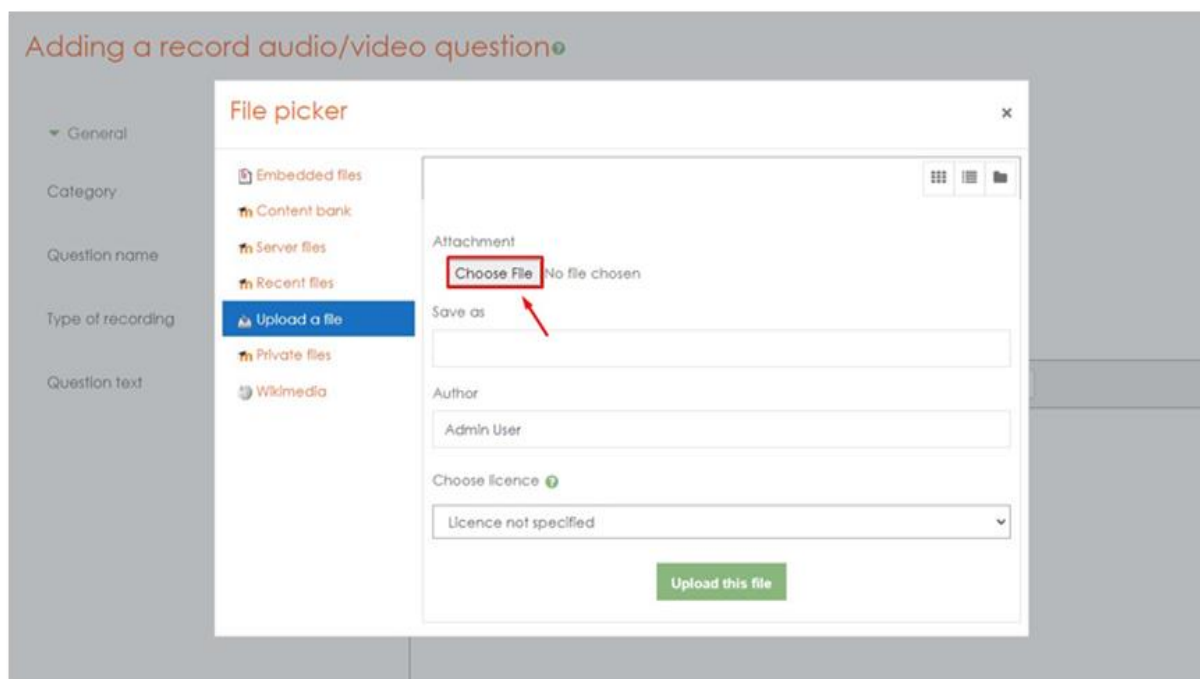 Adding a record audio/video question
File picker
General
Category
Question name
Type of recording
Question text
Embedded files
Content bank
Server files
Recent files
Upload a file
Private files
Wikimedia
Attachment
Choose File No file chosen
Save as
Author
Admin User
Choose licence
Licence not specified
Upload this file